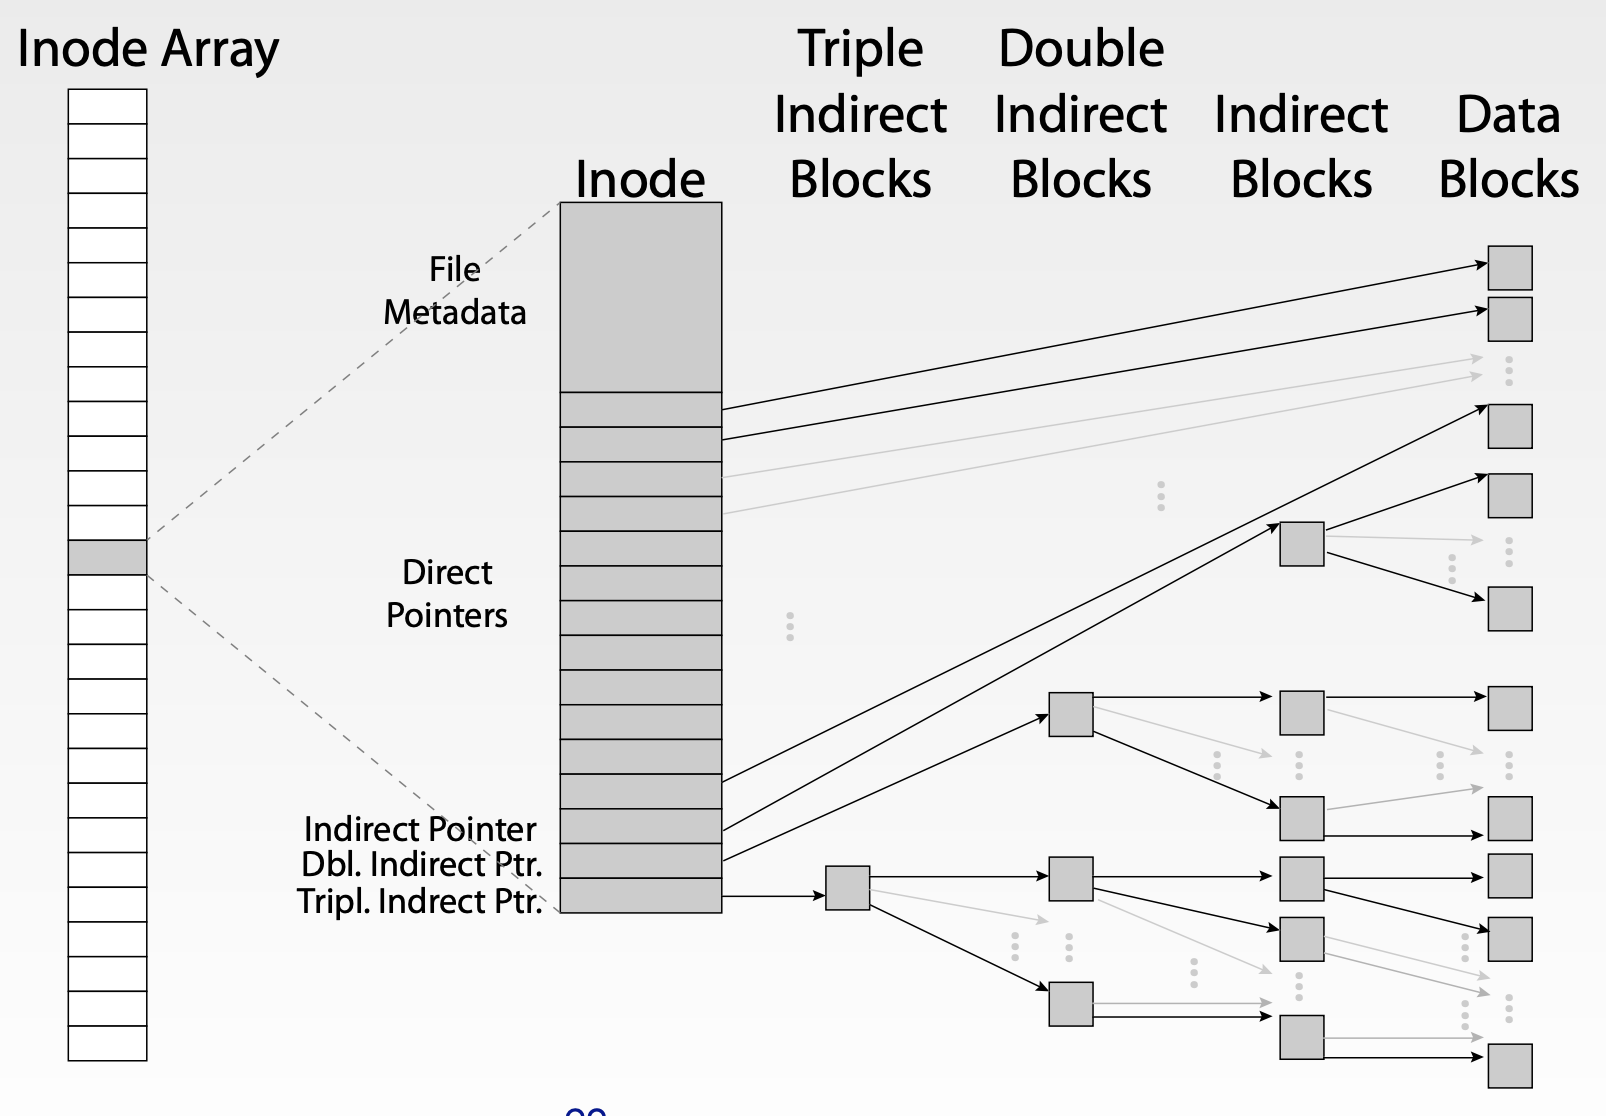 Inode Array
Inode
Triple
Indirect
Blocks
Double
Indirect
Blocks
Indirect
Blocks
Data
Blocks
File
Metadata
Direct
Pointers
Indirect Pointer
Dbl. Indirect Ptr.
Tripl. Indrect Ptr.